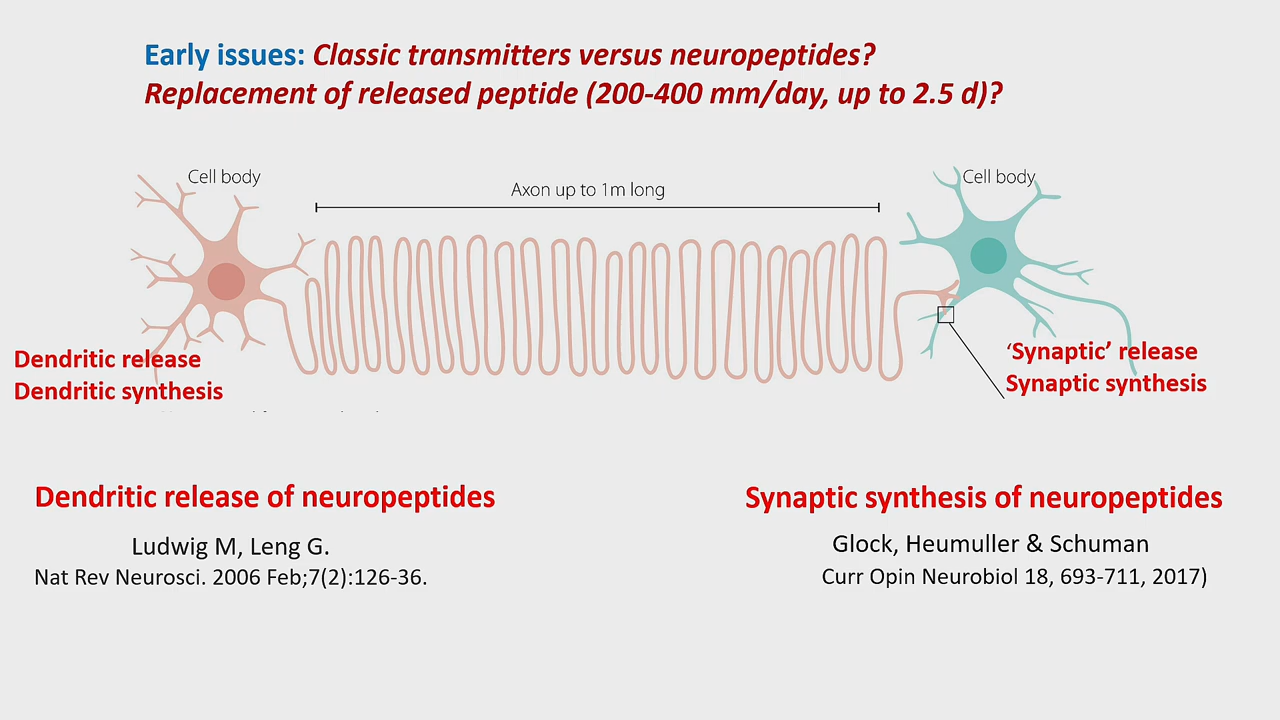 Early issues: Classic transmitters versus neuropeptides?
Replacement of released peptide (200-400 mm/day, up to 2.5 d)?
Cell body
Axon up to 1m long
Cell body
Dendritic release
Dendritic synthesis
‘Synaptic’ release
Synaptic synthesis
Dendritic release of neuropeptides
Ludwig M, Leng G.
Nat Rev Neurosci. 2006 Feb;7(2):126-36.
Synaptic synthesis of neuropeptides
Glock, Heumuller & Schuman
Curr Opin Neurobiol 18, 693-711, 2017)